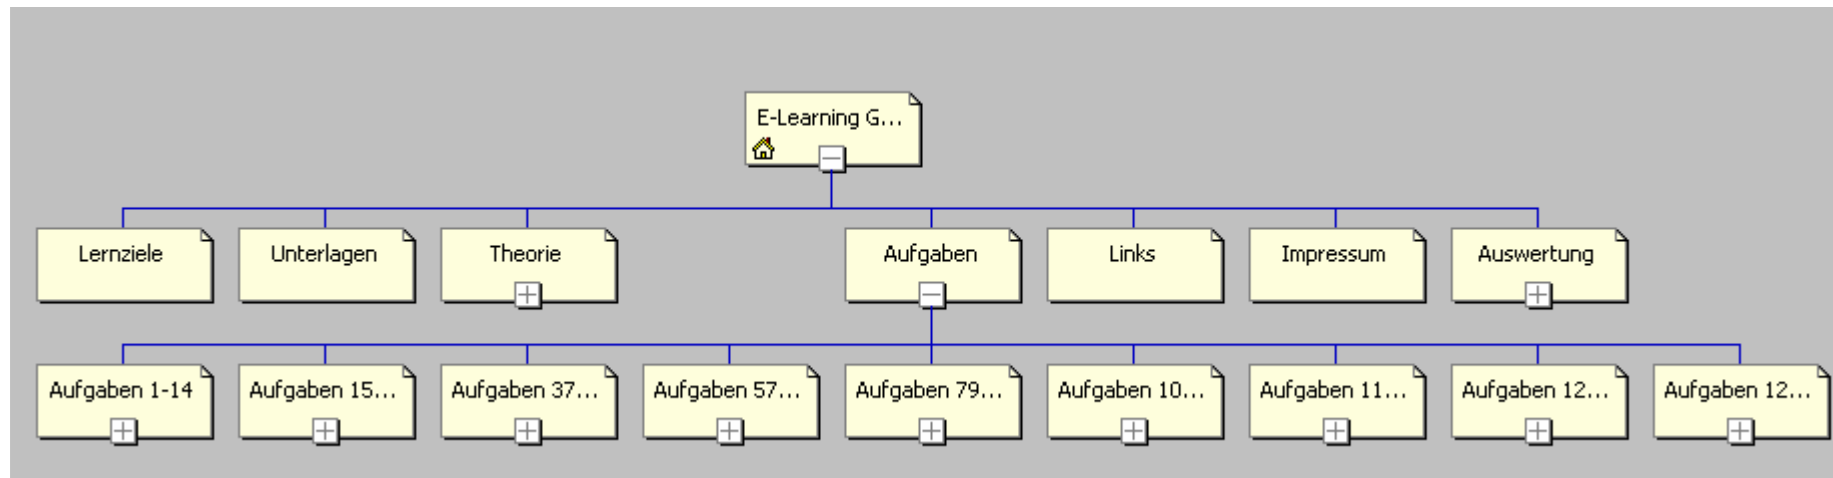 E-Learning G...
Lernziele
Unterlagen
Theorie
Aufgaben
Links
Impressum
Auswertung
Aufgaben 1-14
Aufgaben 15...
Aufgaben 37...
Aufgaben 57...
Aufgaben 79...
Aufgaben 10...
Aufgaben 11...
Aufgaben 12...
Aufgaben 12...